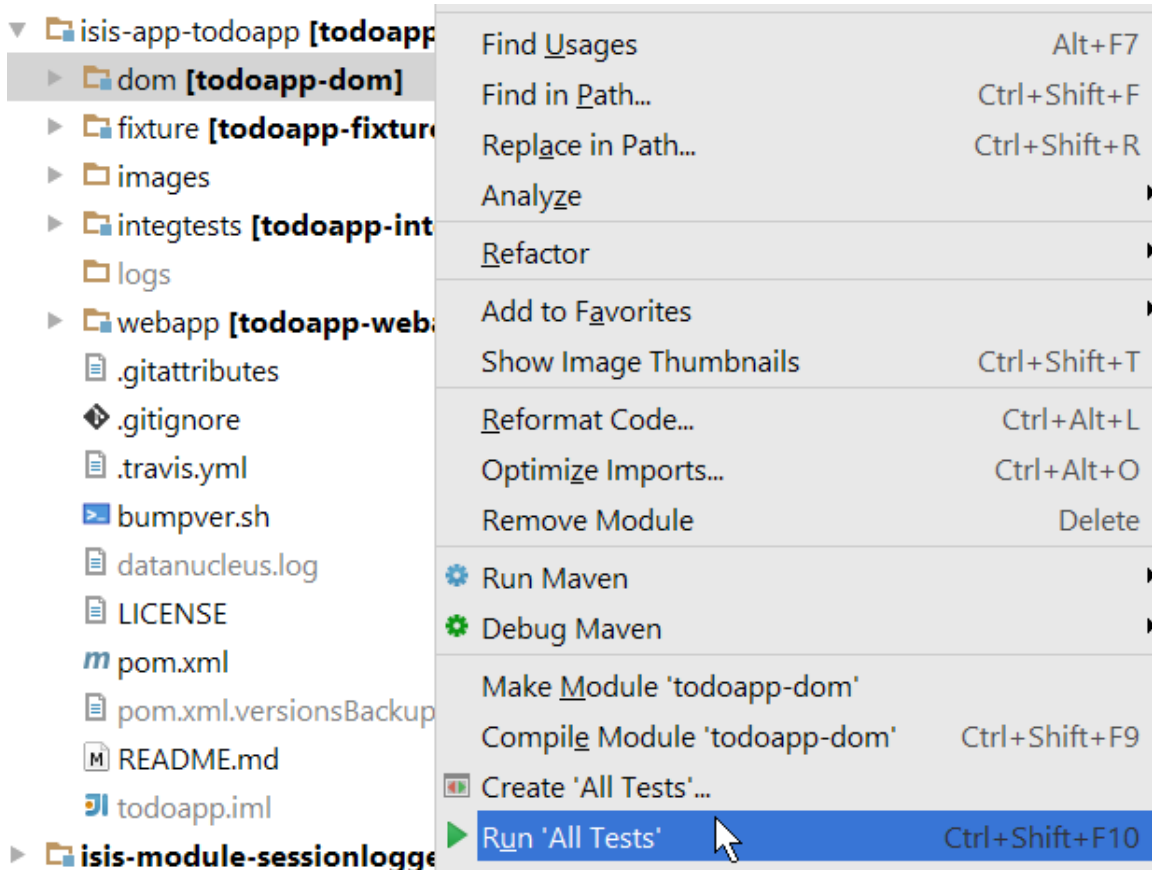 isis-app-todoapp [todoapp
dom [todoapp-dom]
fixture [todoapp-fixture
images
integtests [todoapp-int
logs
webapp [todoapp-weba
.gitattributes
.gitignore
.travis.yml
bumpver.sh
datanucleus.log
LICENSE
pom.xml
pom.xml.versionsBackup
README.md
todoapp.iml
isis-module-sessionlogge
Find Usages Alt+F7
Find in Path... Ctrl+Shift+F
Replace in Path... Ctrl+Shift+R
Analyze
Refactor
Add to Favorites
Show Image Thumbnails Ctrl+Shift+T
Reformat Code... Ctrl+Alt+L
Optimize Imports... Ctrl+Alt+O
Remove Module Delete
Run Maven
Debug Maven
Make Module 'todoapp-dom'
Compile Module 'todoapp-dom' Ctrl+Shift+F9
Create 'All Tests'...
Run 'All Tests' Ctrl+Shift+F10